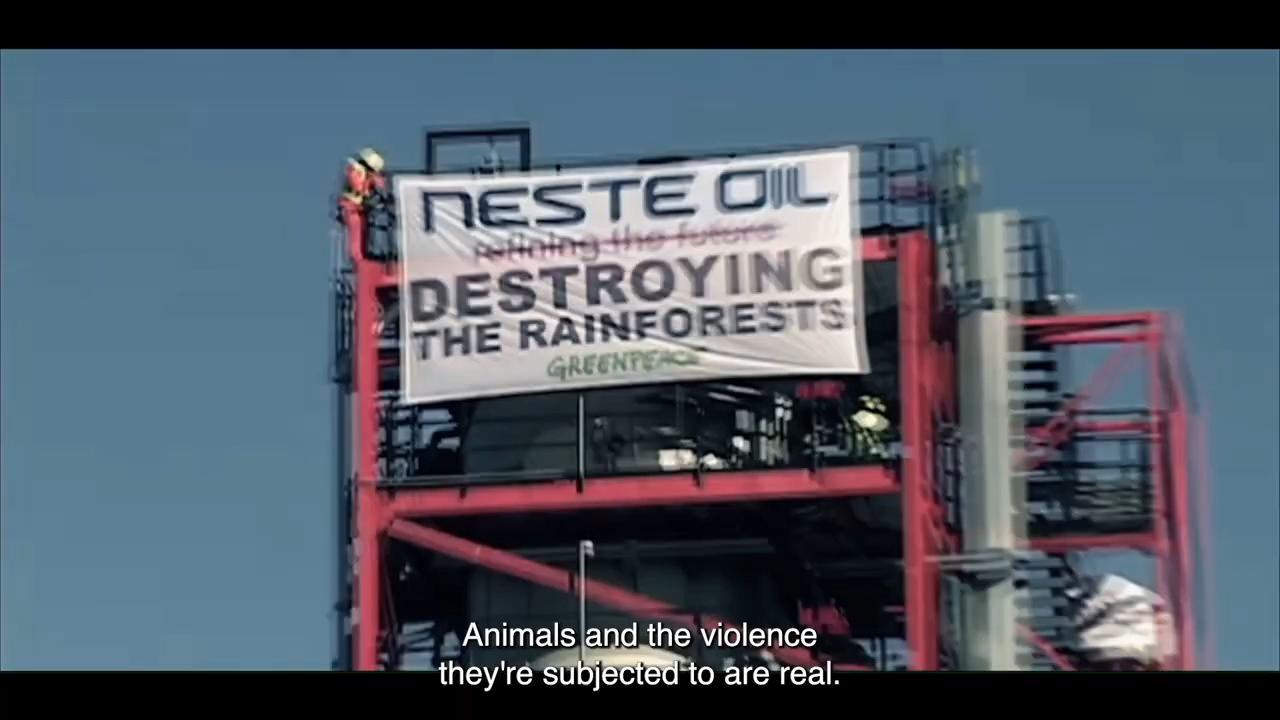 NESTE OIL
refining the future
DESTROYING
THE RAINFORESTS.
GREENPEACE
Animals and the violence
they're subjected to are real.